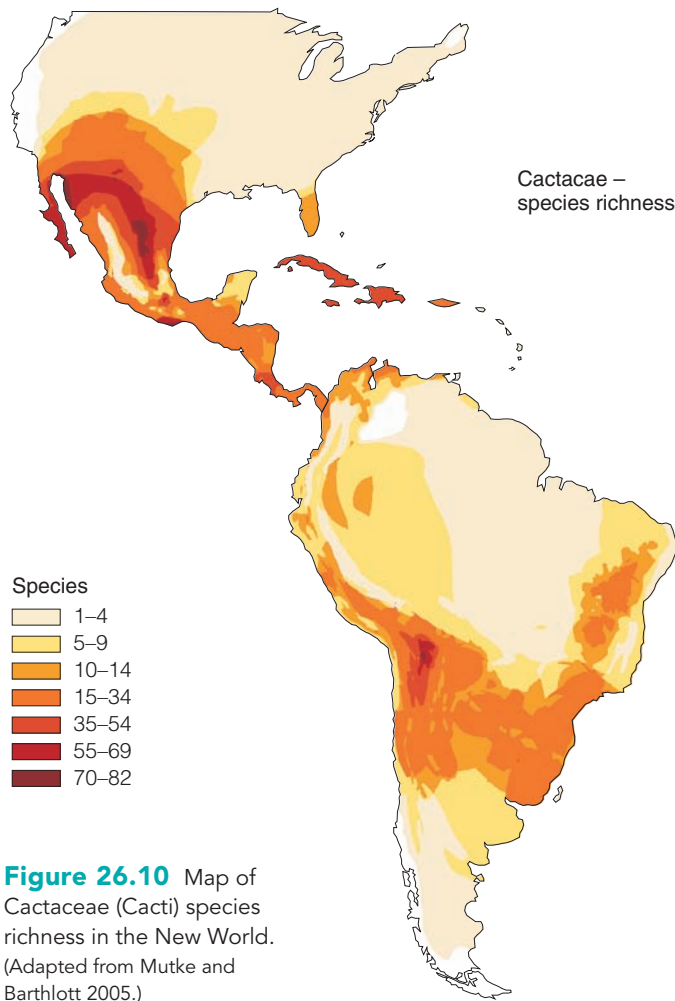 Cactacae –
species richness
Species
1–4
5–9
10–14
15–34
35–54
55–69
70–82
Figure 26.10 Map of
Cactaceae (Cacti) species
richness in the New World.
(Adapted from Mutke and
Barthlott 2005.)